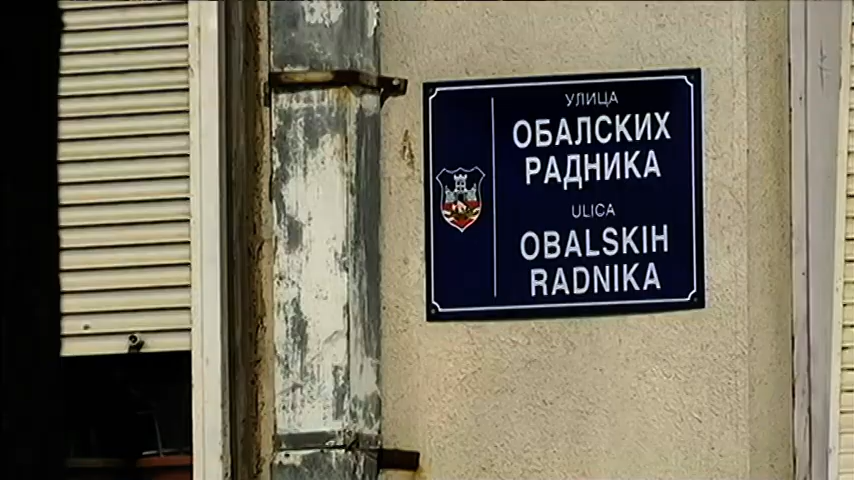 УЛИЦА
ОБАЛСКИХ
РАДНИКА
ULICA
OBALSKIH
RADNIKA